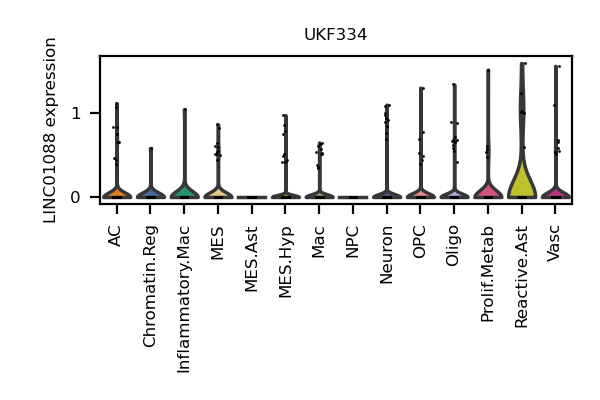 UKF334
LINC01088 expression
1
0
AC
Chromatin.Reg
Inflammatory.Mac
MES
MES.Ast
MES.Hyp
Mac
NPC
Neuron
OPC
Oligo
Prolif.Metab
Reactive.Ast
Vasc